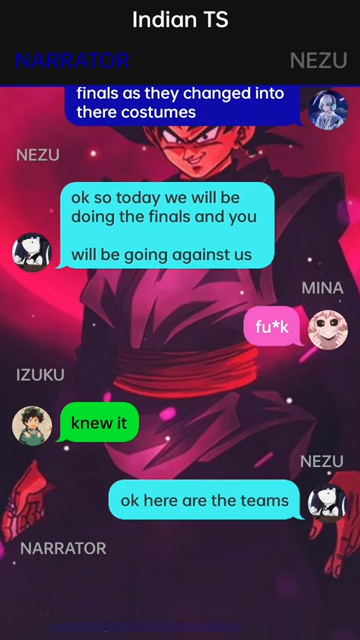 Indian TS
NARRATOR
NEZU
finals as they changed into
there costumes
NEZU
ok so today we will be
doing the finals and you
will be going against us
MINA
fu*k
IZUKU
knew it
NEZU
ok here are the teams
NARRATOR